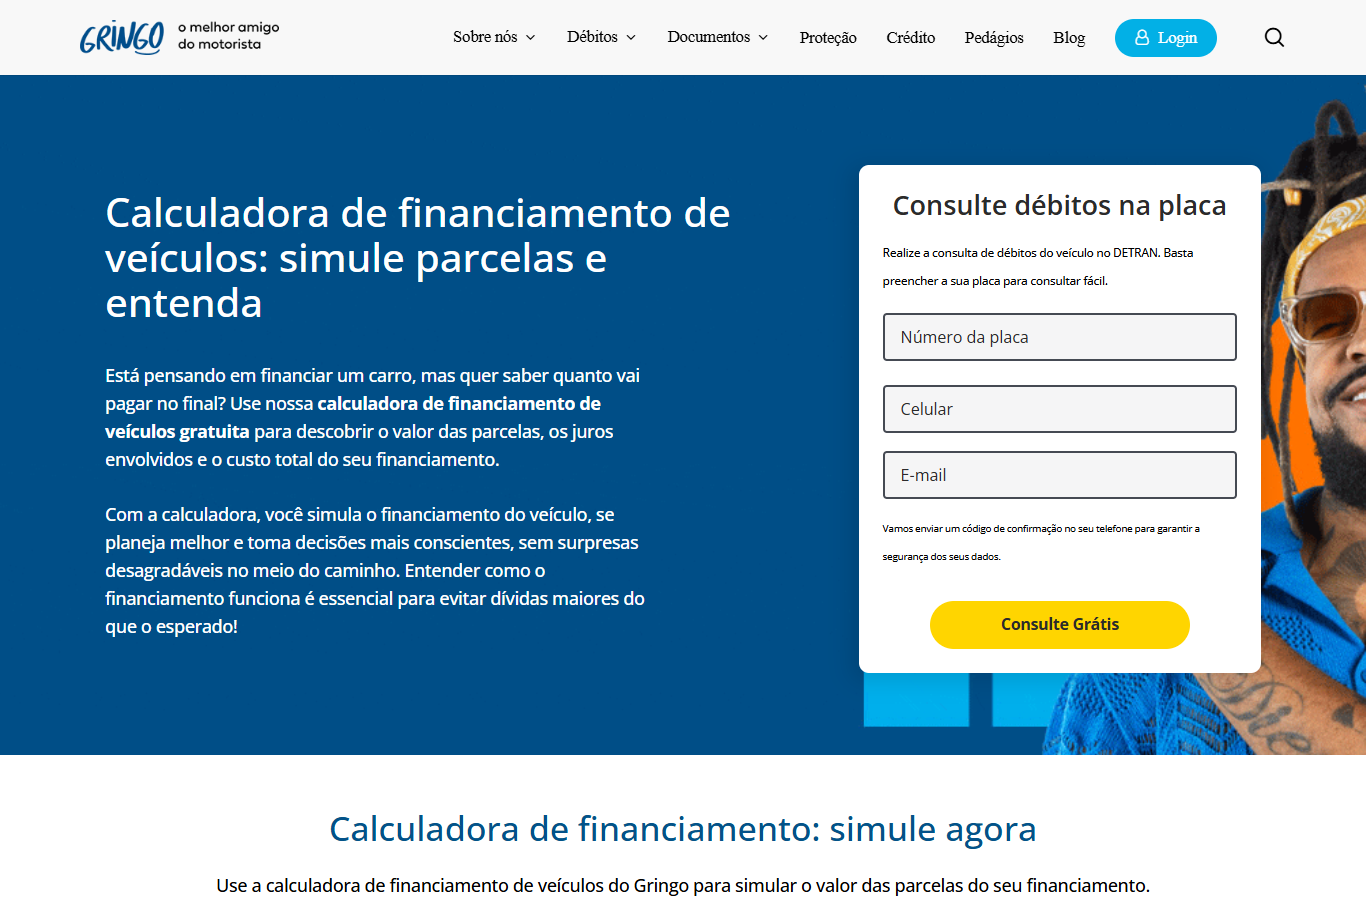 GRINGO
o melhor amigo
do motorista
Sobre nós
Débitos
Documentos
Proteção
Crédito
Pedágios
Blog
Login
Calculadora de financiamento de
veículos: simule parcelas e
entenda
Está pensando em financiar um carro, mas quer saber quanto vai
pagar no final? Use nossa calculadora de financiamento de
veículos gratuita para descobrir o valor das parcelas, os juros
envolvidos e o custo total do seu financiamento.
Com a calculadora, você simula o financiamento do veículo, se
planeja melhor e toma decisões mais conscientes, sem surpresas
desagradáveis no meio do caminho. Entender como o
financiamento funciona é essencial para evitar dívidas maiores do
que o esperado!
Consulte débitos na placa
Realize a consulta de débitos do veículo no DETRAN. Basta
preencher a sua placa para consultar fácil.
Número da placa
Celular
E-mail
Vamos enviar um código de confirmação no seu telefone para garantir a
segurança dos seus dados.
Consulte Grátis
Calculadora de financiamento: simule agora
Use a calculadora de financiamento de veículos do Gringo para simular o valor das parcelas do seu financiamento.